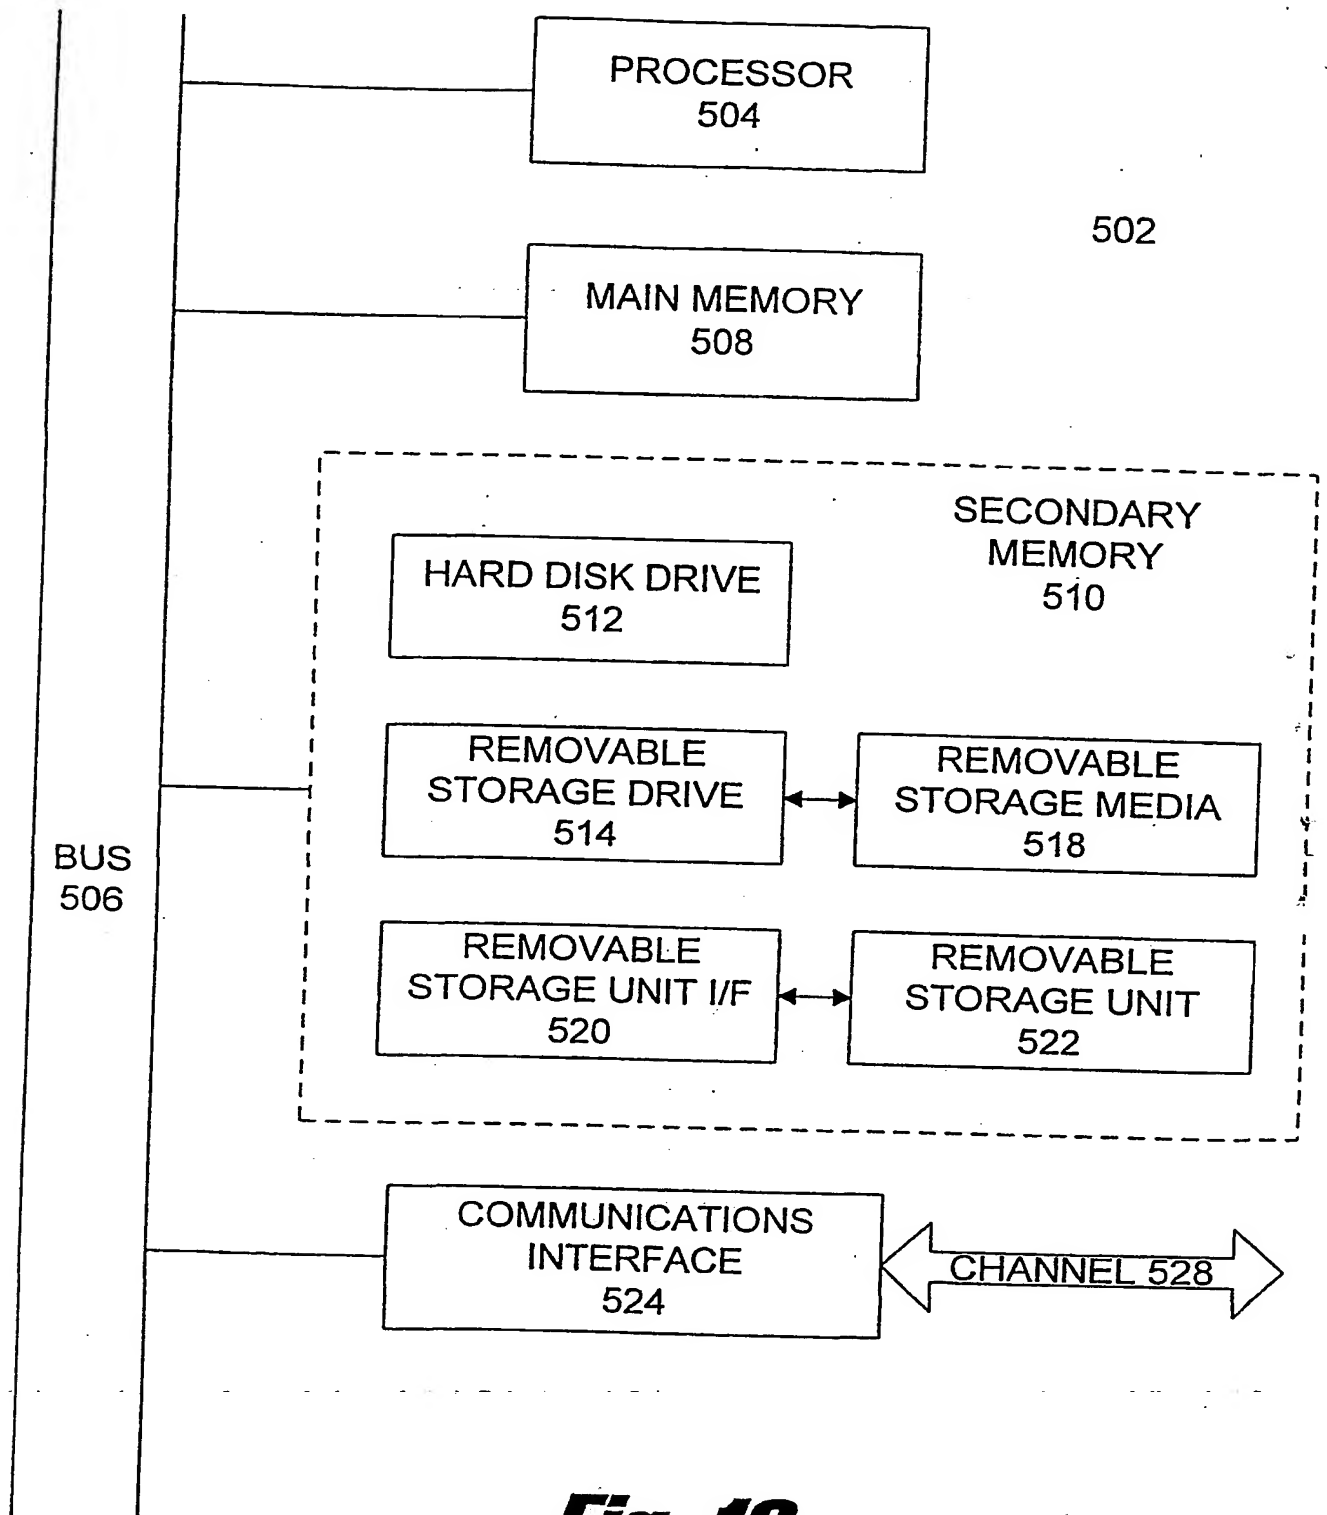 PROCESSOR
504
502
MAIN MEMORY
508
SECONDARY
MEMORY
510
HARD DISK DRIVE
512
REMOVABLE
STORAGE DRIVE
514
REMOVABLE
STORAGE MEDIA
518
BUS
506
REMOVABLE
STORAGE UNIT I/F
520
REMOVABLE
STORAGE UNIT
522
COMMUNICATIONS
INTERFACE
524
CHANNEL 528
Fig.